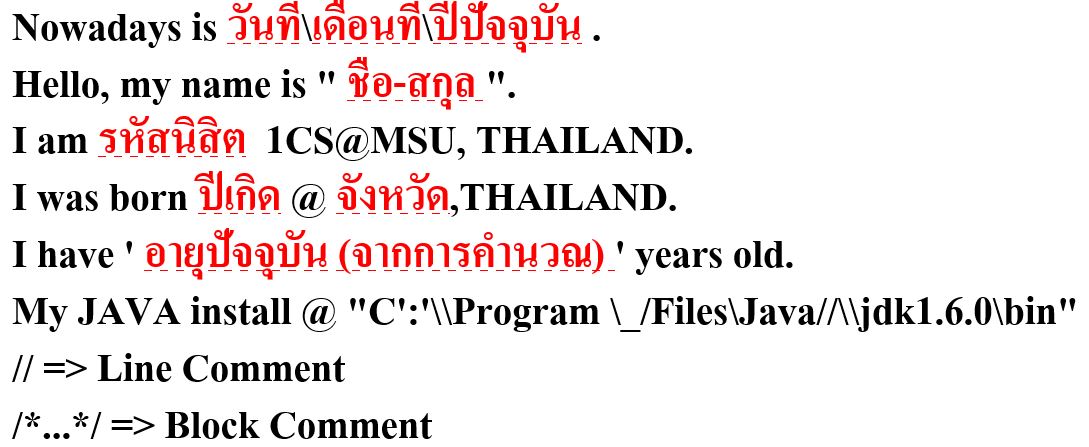 Nowadays is วันที่\เดือนที่\ปีปัจจุบัน .
Hello, my name is " ชื่อ-สกุล ".
I am รหัสนิสิต 1CS@MSU, THAILAND.
I was born ปีเกิด @ จังหวัด,THAILAND.
I have ' อายุปัจจุบัน (จากการคำนวณ) ' years old.
My JAVA install @ "C':'\\Program \_/Files\Java//\\jdk1.6.0\bin"
// => Line Comment
/*...*/ => Block Comment